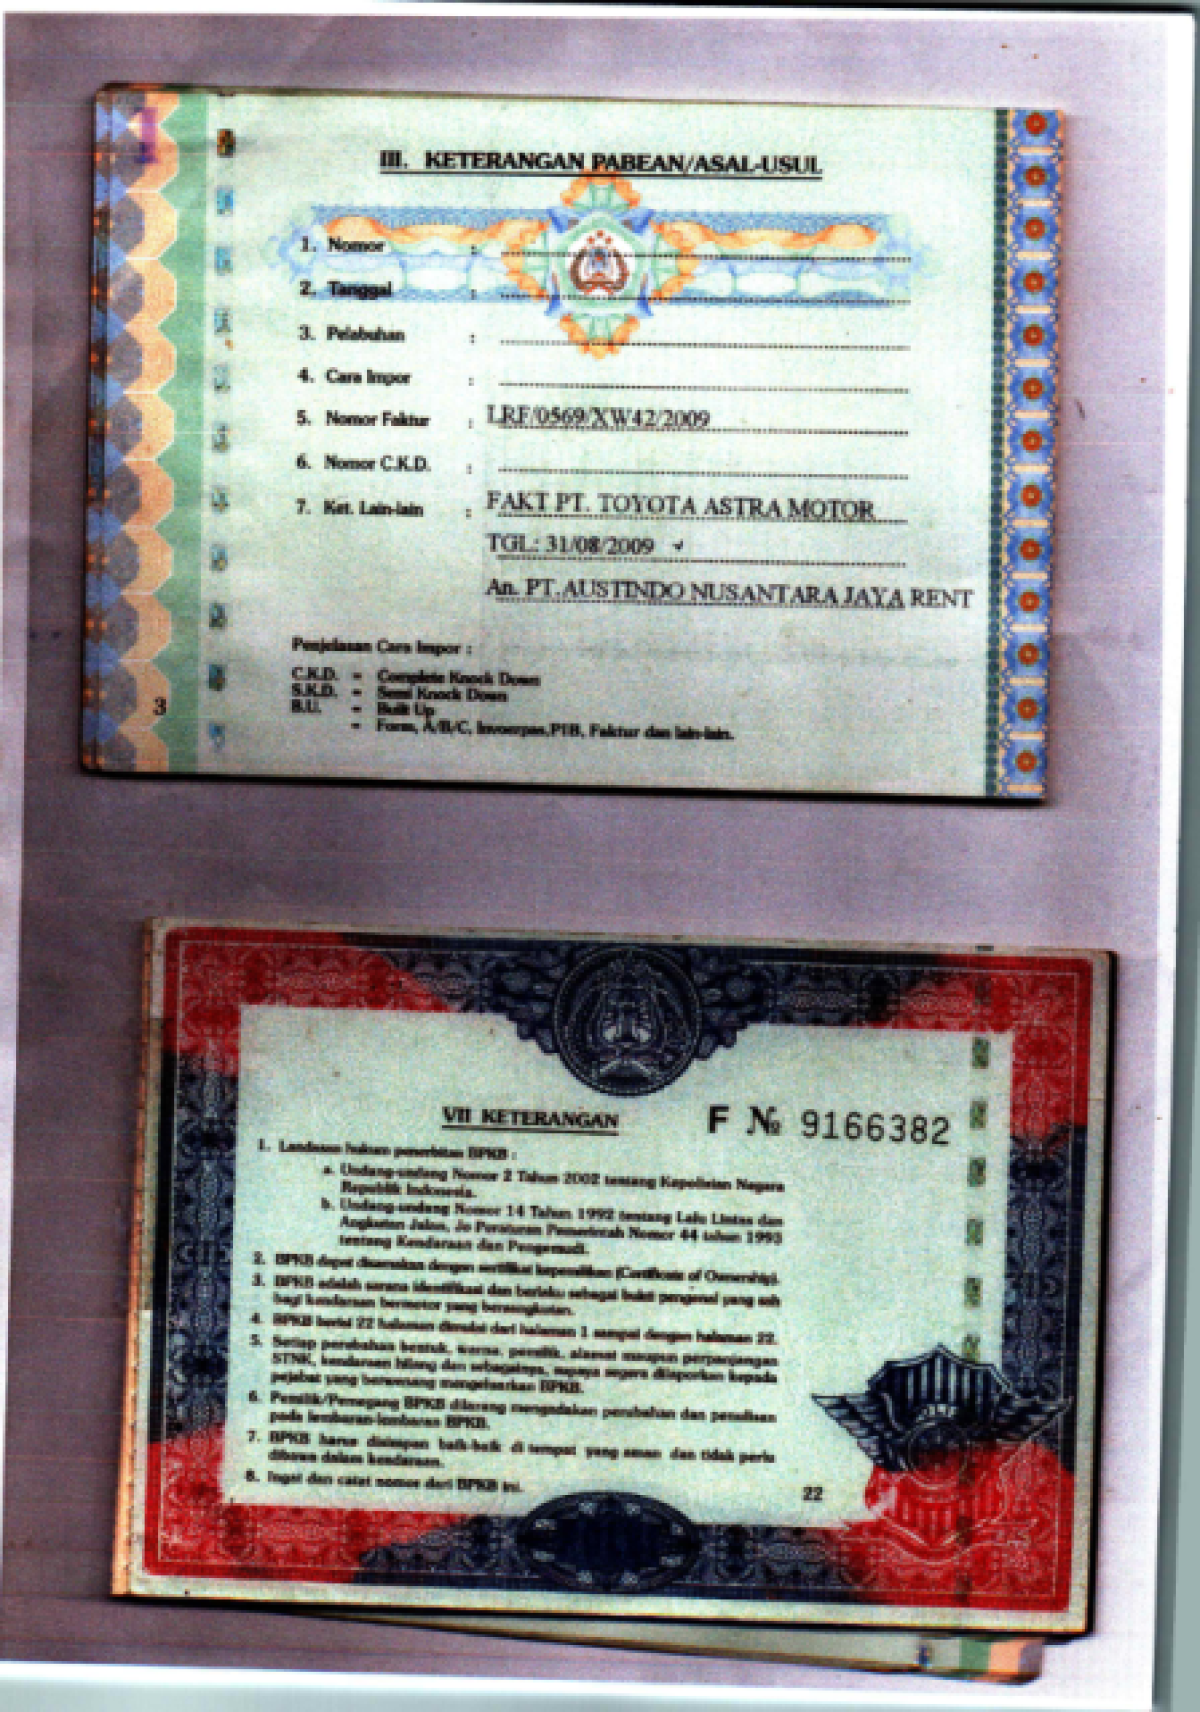 III. KETERANGAN PABEAN/ASAL-USUL
1. Nomor :
2. Tanggal :
3. Pelabuhan :
4. Cara Impor :
5. Nomor Faktur : LRF/0569/XW42/2009
6. Nomor C.K.D. :
7. Ket. Lain-lain : FAKT PT. TOYOTA ASTRA MOTOR
TGL.: 31/08/2009
An. PT. AUSTINDO NUSANTARA JAYA RENT
Penjelasan Cara Impor :
C.K.D. = Complete Knock Down
S.K.D. = Semi Knock Down
B.U. = Built Up
= Form, A/B/C, Invoerpas, PIB, Faktur dan lain-lain.
3
VII KETERANGAN
F № 9166382
1. Landasan hukum penerbitan BPKB :
a. Undang-undang Nomor 2 Tahun 2002 tentang Kepolisian Negara
Republik Indonesia.
b. Undang-undang Nomor 14 Tahun 1992 tentang Lalu Lintas dan
Angkutan Jalan, Jo Peraturan Pemerintah Nomor 44 tahun 1993
tentang Kendaraan dan Pengemudi.
2. BPKB dapat disamakan dengan sertifikat kepemilikan (Certificate of Ownership).
3. BPKB adalah sarana identifikasi dan berlaku sebagai bukti pengenal yang sah
bagi kendaraan bermotor yang bersangkutan.
4. BPKB berisi 22 halaman dimulai dari halaman 1 sampai dengan halaman 22.
5. Setiap perubahan bentuk, warna, pemilik, alamat maupun perpanjangan
STNK, kendaraan hilang dan sebagainya, supaya segera dilaporkan kepada
pejabat yang berwenang mengeluarkan BPKB.
6. Pemilik/Pemegang BPKB dilarang mengadakan perubahan dan penulisan
pada lembaran-lembaran BPKB.
7. BPKB harus disimpan baik-baik di tempat yang aman dan tidak perlu
dibawa dalam kendaraan.
8. Ingat dan catat nomor dari BPKB ini.
22